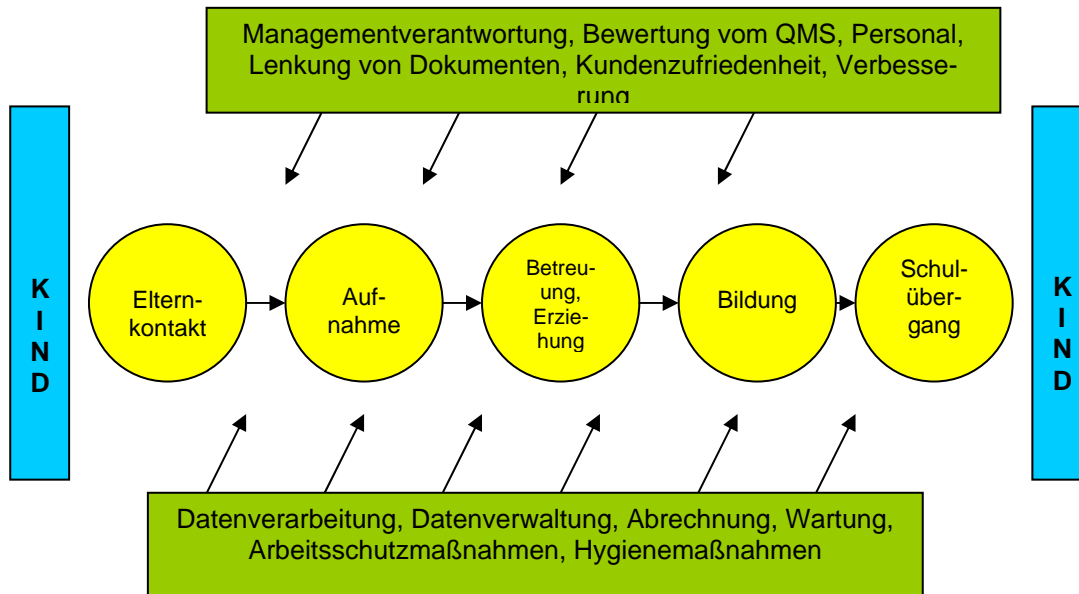 Managementverantwortung, Bewertung vom QMS, Personal,
Lenkung von Dokumenten, Kundenzufriedenheit, Verbesse-
rung
K
I
N
D
Eltern-
kontakt
Auf-
nahme
Betreu-
ung,
Erzie-
hung
Bildung
Schul-
über-
gang
K
I
N
D
Datenverarbeitung, Datenverwaltung, Abrechnung, Wartung,
Arbeitsschutzmaßnahmen, Hygienemaßnahmen